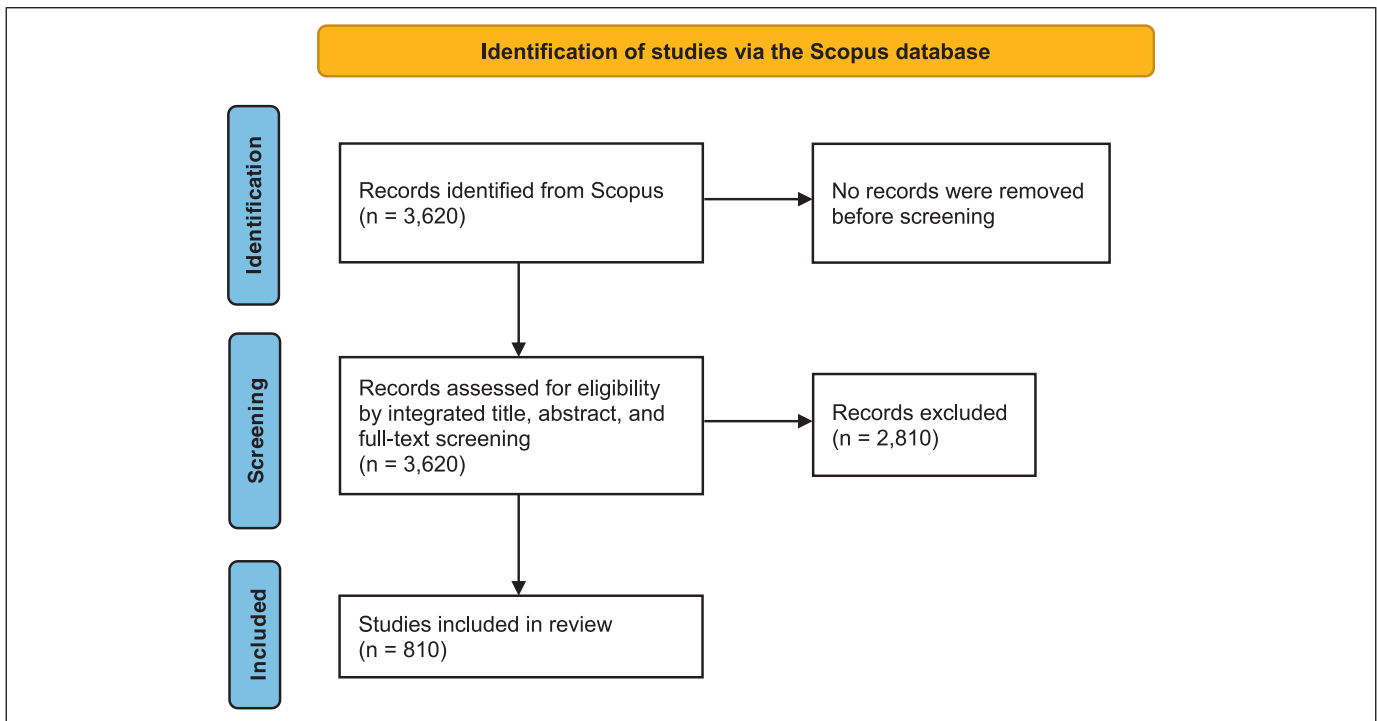 Identification of studies via the Scopus database
Identification
Records identified from Scopus
(n = 3,620)
No records were removed
before screening
Screening
Records assessed for eligibility
by integrated title, abstract, and
full-text screening
(n = 3,620)
Records excluded
(n = 2,810)
Included
Studies included in review
(n = 810)